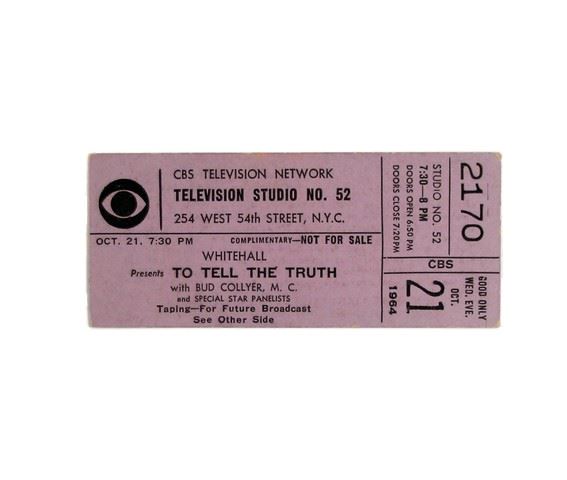 CBS TELEVISION NETWORK
TELEVISION STUDIO NO. 52
254 WEST 54th STREET, N.Y.C.
OCT. 21, 7:30 PM COMPLIMENTARY—NOT FOR SALE
WHITEHALL
Presents TO TELL THE TRUTH
with BUD COLLYER, M. C.
and SPECIAL STAR PANELISTS
Taping—For Future Broadcast
See Other Side
2170
STUDIO NO. 52
7:30—8 PM
DOORS OPEN 6:50 PM
DOORS CLOSE 7:20 PM
CBS
GOOD ONLY
WED. EVE.
OCT.
21
1964